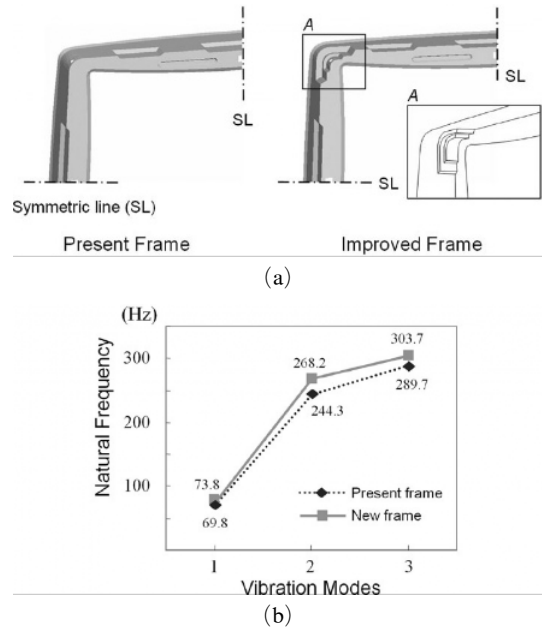 A
SL
SL
A
SL
Symmetric line (SL)
Present Frame
Improved Frame
(a)
(Hz)
Natural Frequency
300
200
100
73.8
69.8
268.2
244.3
303.7
289.7
Present frame
New frame
1 2 3
Vibration Modes
(b)